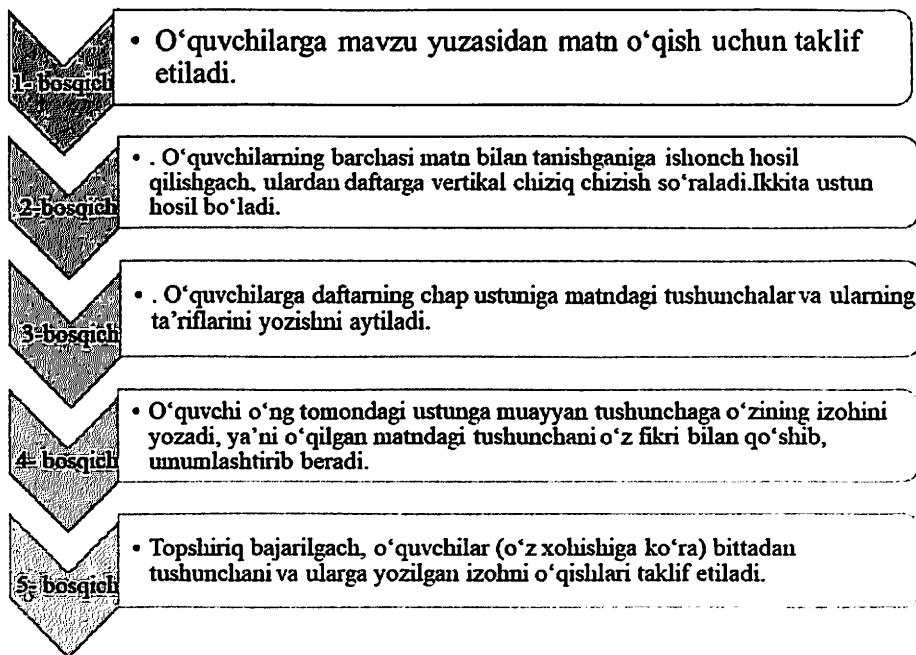 1- bosqich
• O‘quvchilarga mavzu yuzasidan matn o‘qish uchun taklif
etiladi.
2-bosqich
• . O‘quvchilarning barchasi matn bilan tanishganiga ishonch hosil
qilishgach, ulardan daftarga vertikal chiziq chizish so‘raladi.Ikkita ustun
hosil bo‘ladi.
3-bosqich
• . O‘quvchilarga daftarning chap ustuniga matndagi tushunchalar va ularning
ta’riflarini yozishni aytiladi.
4- bosqich
• O‘quvchi o‘ng tomondagi ustunga muayyan tushunchaga o‘zining izohini
yozadi, ya’ni o‘qilgan matndagi tushunchani o‘z fikri bilan qo‘shib,
umumlashtirib beradi.
5- bosqich
• Topshiriq bajarilgach, o‘quvchilar (o‘z xohishiga ko‘ra) bittadan
tushunchani va ularga yozilgan izohni o‘qishlari taklif etiladi.